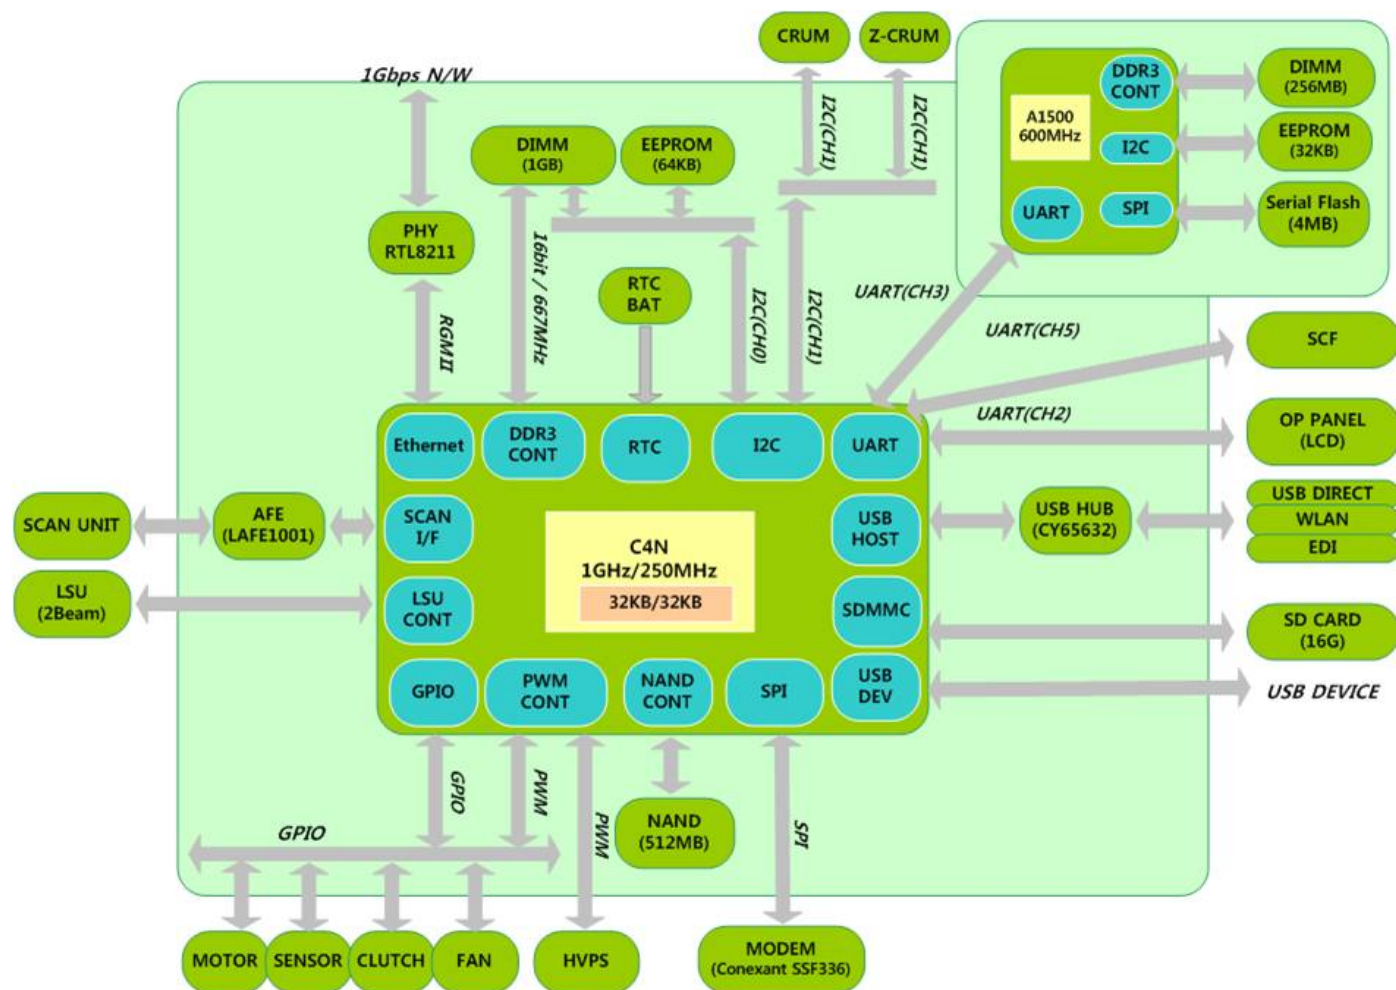 CRUM
Z-CRUM
1Gbps N/W
I2C(CH1)
I2C(CH1)
DDR3
CONT
DIMM
(256MB)
A1500
600MHz
I2C
EEPROM
(32KB)
UART
SPI
Serial Flash
(4MB)
DIMM
(1GB)
EEPROM
(64KB)
PHY
RTL8211
16bit / 667MHz
RTC
BAT
I2C(CH0)
I2C(CH1)
RGMII
UART(CH3)
UART(CH5)
SCF
UART(CH2)
OP PANEL
(LCD)
Ethernet
DDR3
CONT
RTC
I2C
UART
SCAN UNIT
AFE
(LAFE1001)
SCAN
I/F
C4N
1GHz/250MHz
32KB/32KB
USB
HOST
USB HUB
(CY65632)
USB DIRECT
WLAN
EDI
LSU
(2Beam)
LSU
CONT
SDMMC
SD CARD
(16G)
GPIO
PWM
CONT
NAND
CONT
SPI
USB
DEV
USB DEVICE
GPIO
PWM
PWM
SPI
GPIO
NAND
(512MB)
MOTOR
SENSOR
CLUTCH
FAN
HVPS
MODEM
(Conexant SSF336)